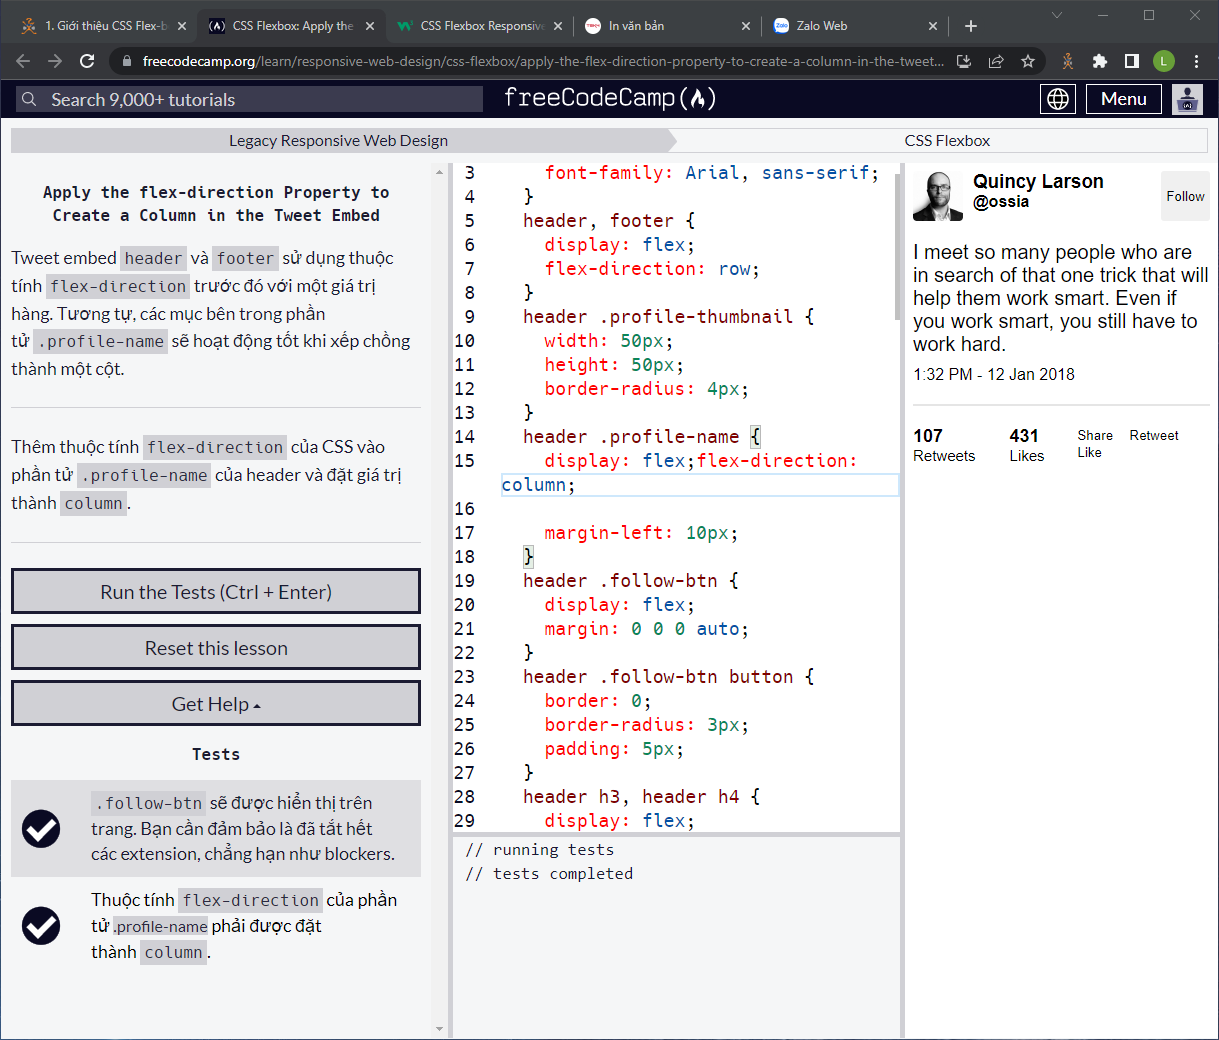 1. Giới thiệu CSS Flex-b
CSS Flexbox: Apply the
CSS Flexbox Responsive
In văn bản
Zalo Web
freecodecamp.org/learn/responsive-web-design/css-flexbox/apply-the-flex-direction-property-to-create-a-column-in-the-tweet...
L
Search 9,000+ tutorials
freeCodeCamp
Menu
Legacy Responsive Web Design
CSS Flexbox
Apply the flex-direction Property to
Create a Column in the Tweet Embed
Tweet embed header và footer sử dụng thuộc
tính flex-direction trước đó với một giá trị
hàng. Tương tự, các mục bên trong phần
tử .profile-name sẽ hoạt động tốt khi xếp chồng
thành một cột.
Thêm thuộc tính flex-direction của CSS vào
phần tử .profile-name của header và đặt giá trị
thành column.
Run the Tests (Ctrl + Enter)
Reset this lesson
Get Help
Tests
.follow-btn sẽ được hiển thị trên
trang. Bạn cần đảm bảo là đã tắt hết
các extension, chẳng hạn như blockers.
Thuộc tính flex-direction của phần
tử .profile-name phải được đặt
thành column.
3 font-family: Arial, sans-serif;
4 }
5 header, footer {
6 display: flex;
7 flex-direction: row;
8 }
9 header .profile-thumbnail {
10 width: 50px;
11 height: 50px;
12 border-radius: 4px;
13 }
14 header .profile-name {
15 display: flex;flex-direction:
column;
16
17 margin-left: 10px;
18 }
19 header .follow-btn {
20 display: flex;
21 margin: 0 0 0 auto;
22 }
23 header .follow-btn button {
24 border: 0;
25 border-radius: 3px;
26 padding: 5px;
27 }
28 header h3, header h4 {
29 display: flex;
// running tests
// tests completed
Quincy Larson
@ossia
Follow
I meet so many people who are
in search of that one trick that will
help them work smart. Even if
you work smart, you still have to
work hard.
1:32 PM - 12 Jan 2018
107
Retweets
431
Likes
Share Retweet
Like